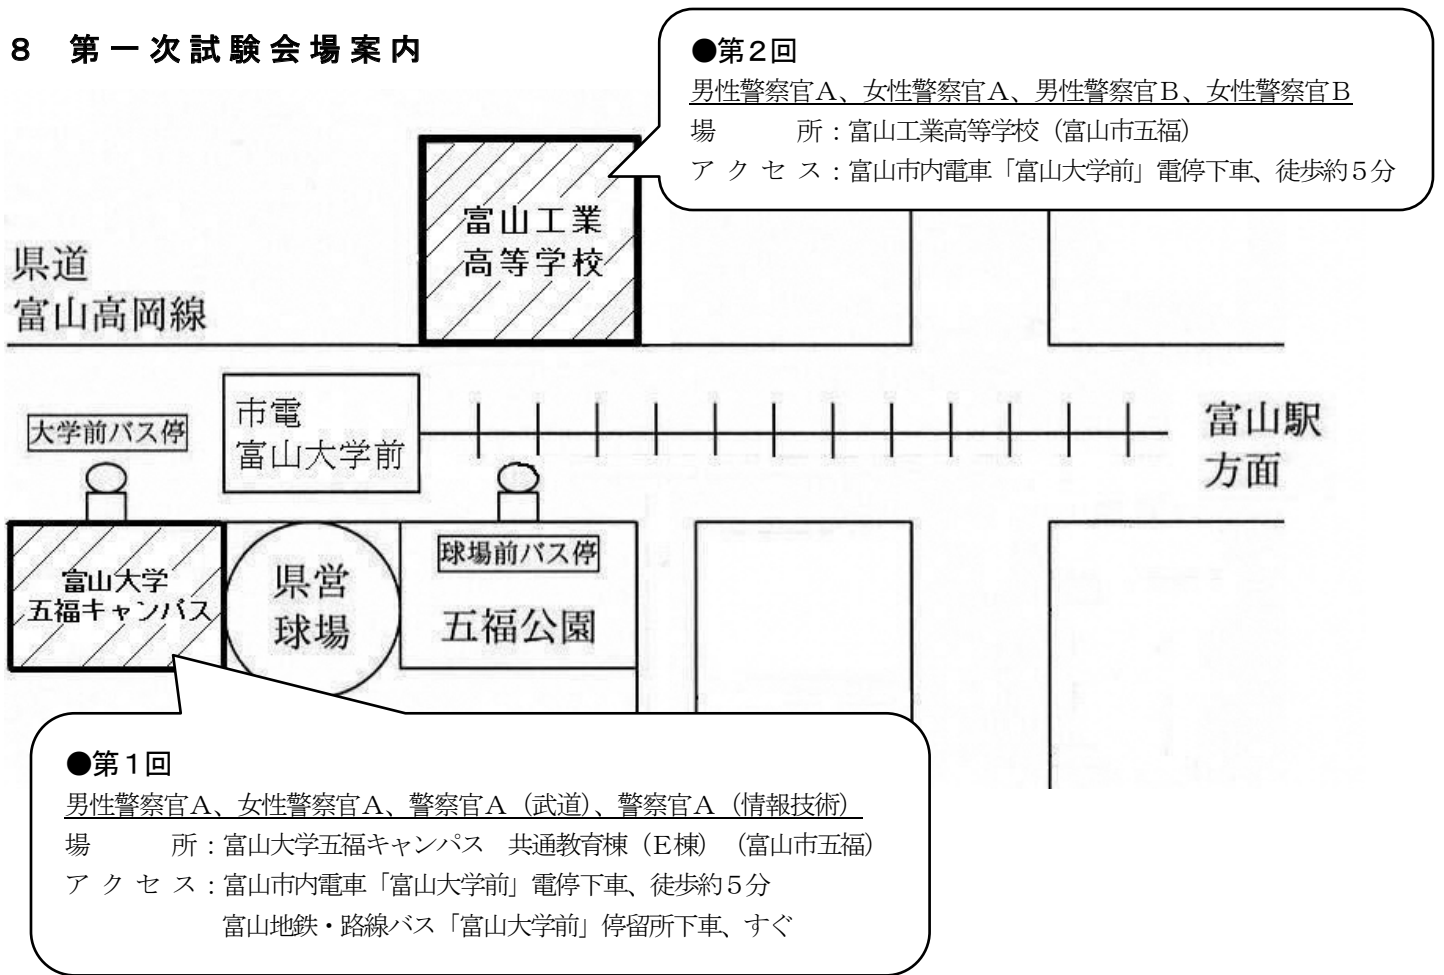 ８　第一次試験会場案内
●第２回
男性警察官Ａ、女性警察官Ａ、男性警察官Ｂ、女性警察官Ｂ
場　　　所：富山工業高等学校（富山市五福）
アクセス：富山市内電車「富山大学前」電停下車、徒歩約５分
富山工業
高等学校
県道
富山高岡線
大学前バス停
市電
富山大学前
富山駅
方面
富山大学
五福キャンパス
県営
球場
球場前バス停
五福公園
●第１回
男性警察官Ａ、女性警察官Ａ、警察官Ａ（武道）、警察官Ａ（情報技術）
場　　　所：富山大学五福キャンパス　共通教育棟（Ｅ棟）（富山市五福）
アクセス：富山市内電車「富山大学前」電停下車、徒歩約５分
富山地鉄・路線バス「富山大学前」停留所下車、すぐ